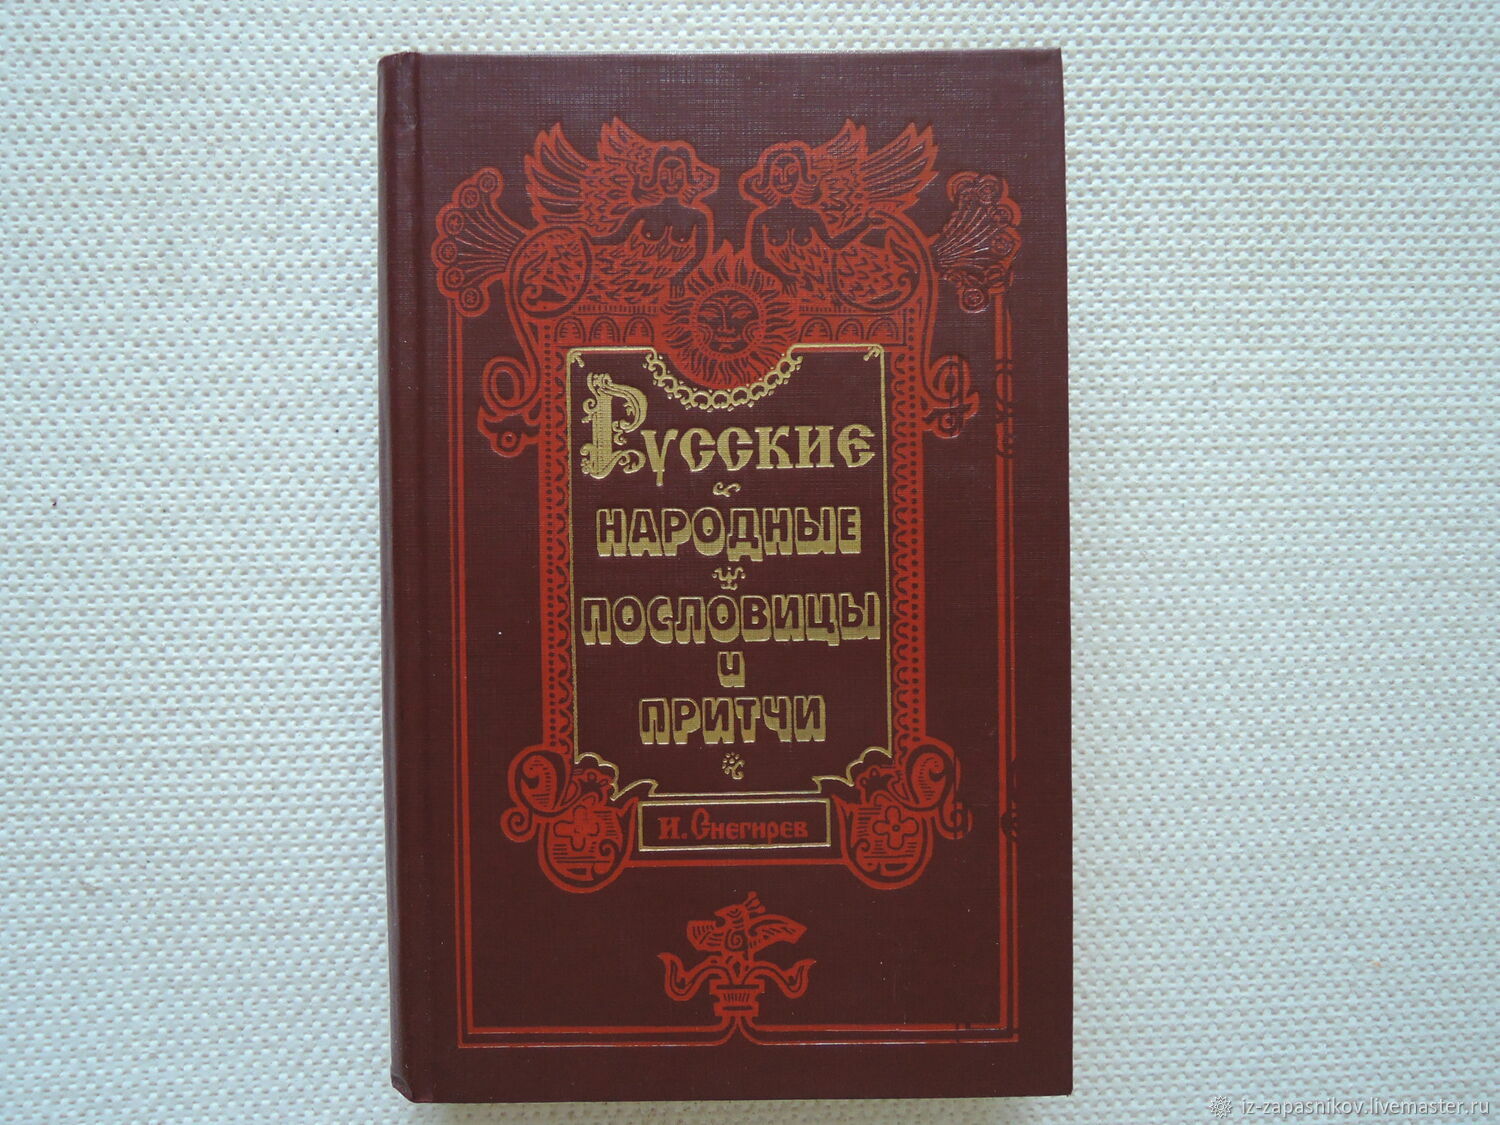 Русские
НАРОДНЫЕ
ПОСЛОВИЦЫ
И
ПРИТЧИ
И. Снегирев
iz-zapasnikov.livemaster.ru